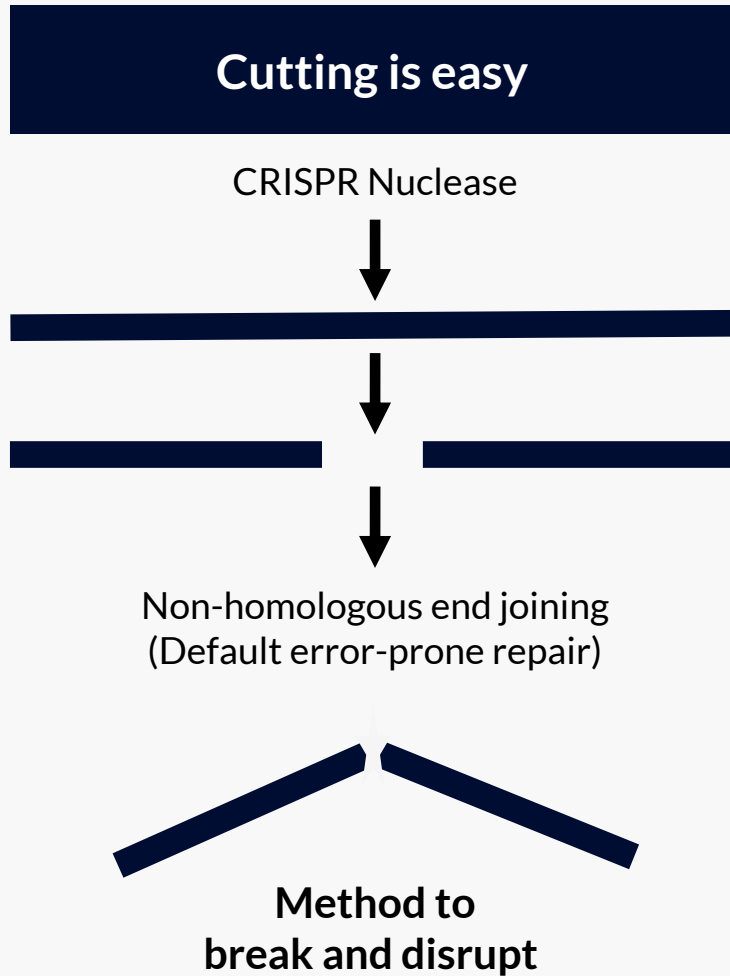 Cutting is easy
CRISPR Nuclease
Non-homologous end joining
(Default error-prone repair)
Method to
break and disrupt